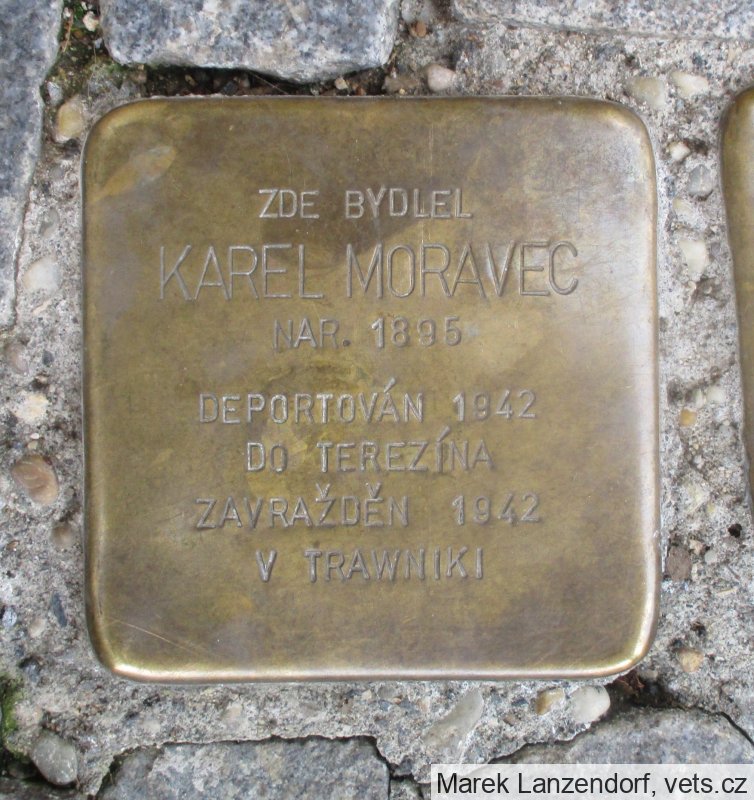 ZDE BYDLEL
KAREL MORAVEC
NAR. 1895
DEPORTOVÁN 1942
DO TEREZÍNA
ZAVRAŽDĚN 1942
V TRAWNIKI
Marek Lanzendorf, vets.cz